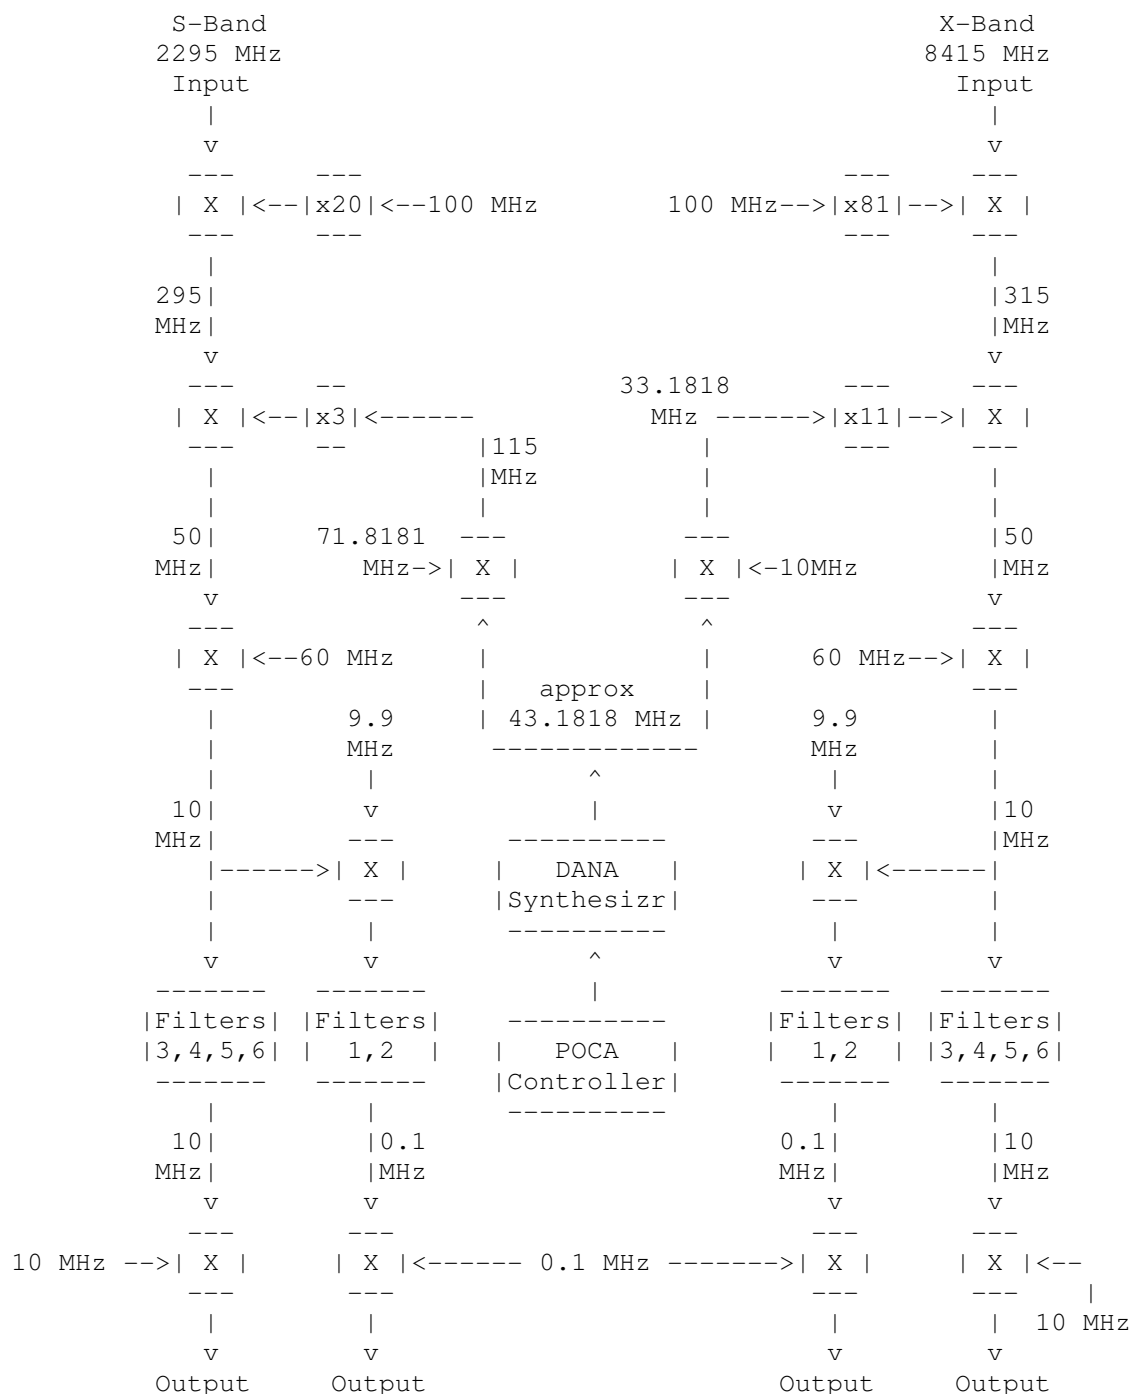 S-Band                                            X-Band
               2295 MHz                                          8415 MHz
                Input                                             Input
                  |                                                 |
                  v                                                 v
                 ---     ---                               ---     ---
                | X |<--|x20|<--100 MHz        100 MHz-->|x81|-->| X |
                 ---     ---                               ---     ---
                  |                                                 |
               295|                                                 |315
               MHz|                                                 |MHz
                  v                                                 v
                 ---     --                 33.1818        ---     ---
                | X |<--|x3|<------           MHz ------>|x11|-->| X |
                 ---     --        |115          |         ---     ---
                  |                |MHz          |                  |
                  |                |             |                  |
                50|      71.8181  ---           ---                 |50
               MHz|         MHz->| X |         | X |<-10MHz         |MHz
                  v               ---           ---                 v
                 ---               ^             ^                 ---
                | X |<--60 MHz     |             |      60 MHz-->| X |
                 ---               |   approx    |                 ---
                  |        9.9     | 43.1818 MHz |      9.9         |
                  |        MHz      -------------       MHz         |
                  |         |             ^              |          |
                10|         v             |              v          |10
               MHz|        ---       ----------         ---         |MHz
                  |------>| X |     |   DANA   |       | X |<------|
                  |        ---      |Synthesizr|        ---         |
                  |         |        ----------          |          |
                  v         v             ^              v          v
               -------   -------          |           -------   -------
              |Filters| |Filters|    ----------      |Filters| |Filters|
              |3,4,5,6| |  1,2  |   |   POCA   |     |  1,2  | |3,4,5,6|
               -------   -------    |Controller|      -------   -------
                  |         |        ----------          |          |
                10|         |0.1                      0.1|          |10
               MHz|         |MHz                      MHz|          |MHz
                  v         v                            v          v
                 ---       ---                          ---        ---
     10 MHz -->| X |     | X |<------ 0.1 MHz ------->| X |     | X |<--
                 ---       ---                          ---        ---     |
                  |         |                            |          |  10 MHz
                  v         v                            v          v
               Output     Output                      Output     Output